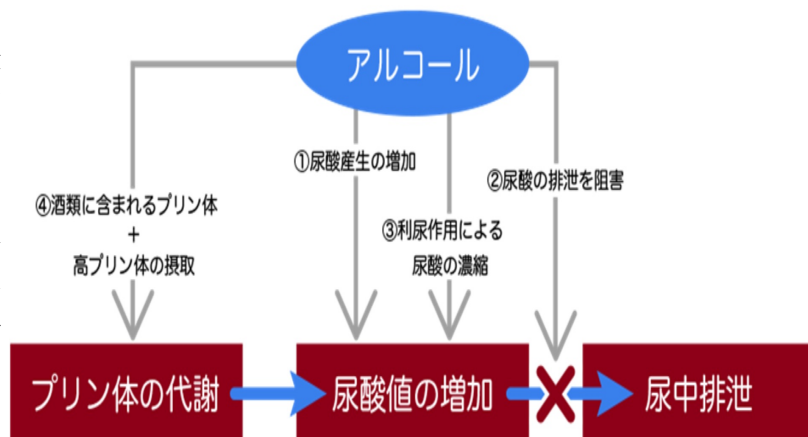 アルコール
①尿酸産生の増加
②尿酸の排泄を阻害
④酒類に含まれるプリン体
+
高プリン体の摂取
③利尿作用による
尿酸の濃縮
プリン体の代謝
尿酸値の増加
尿中排泄